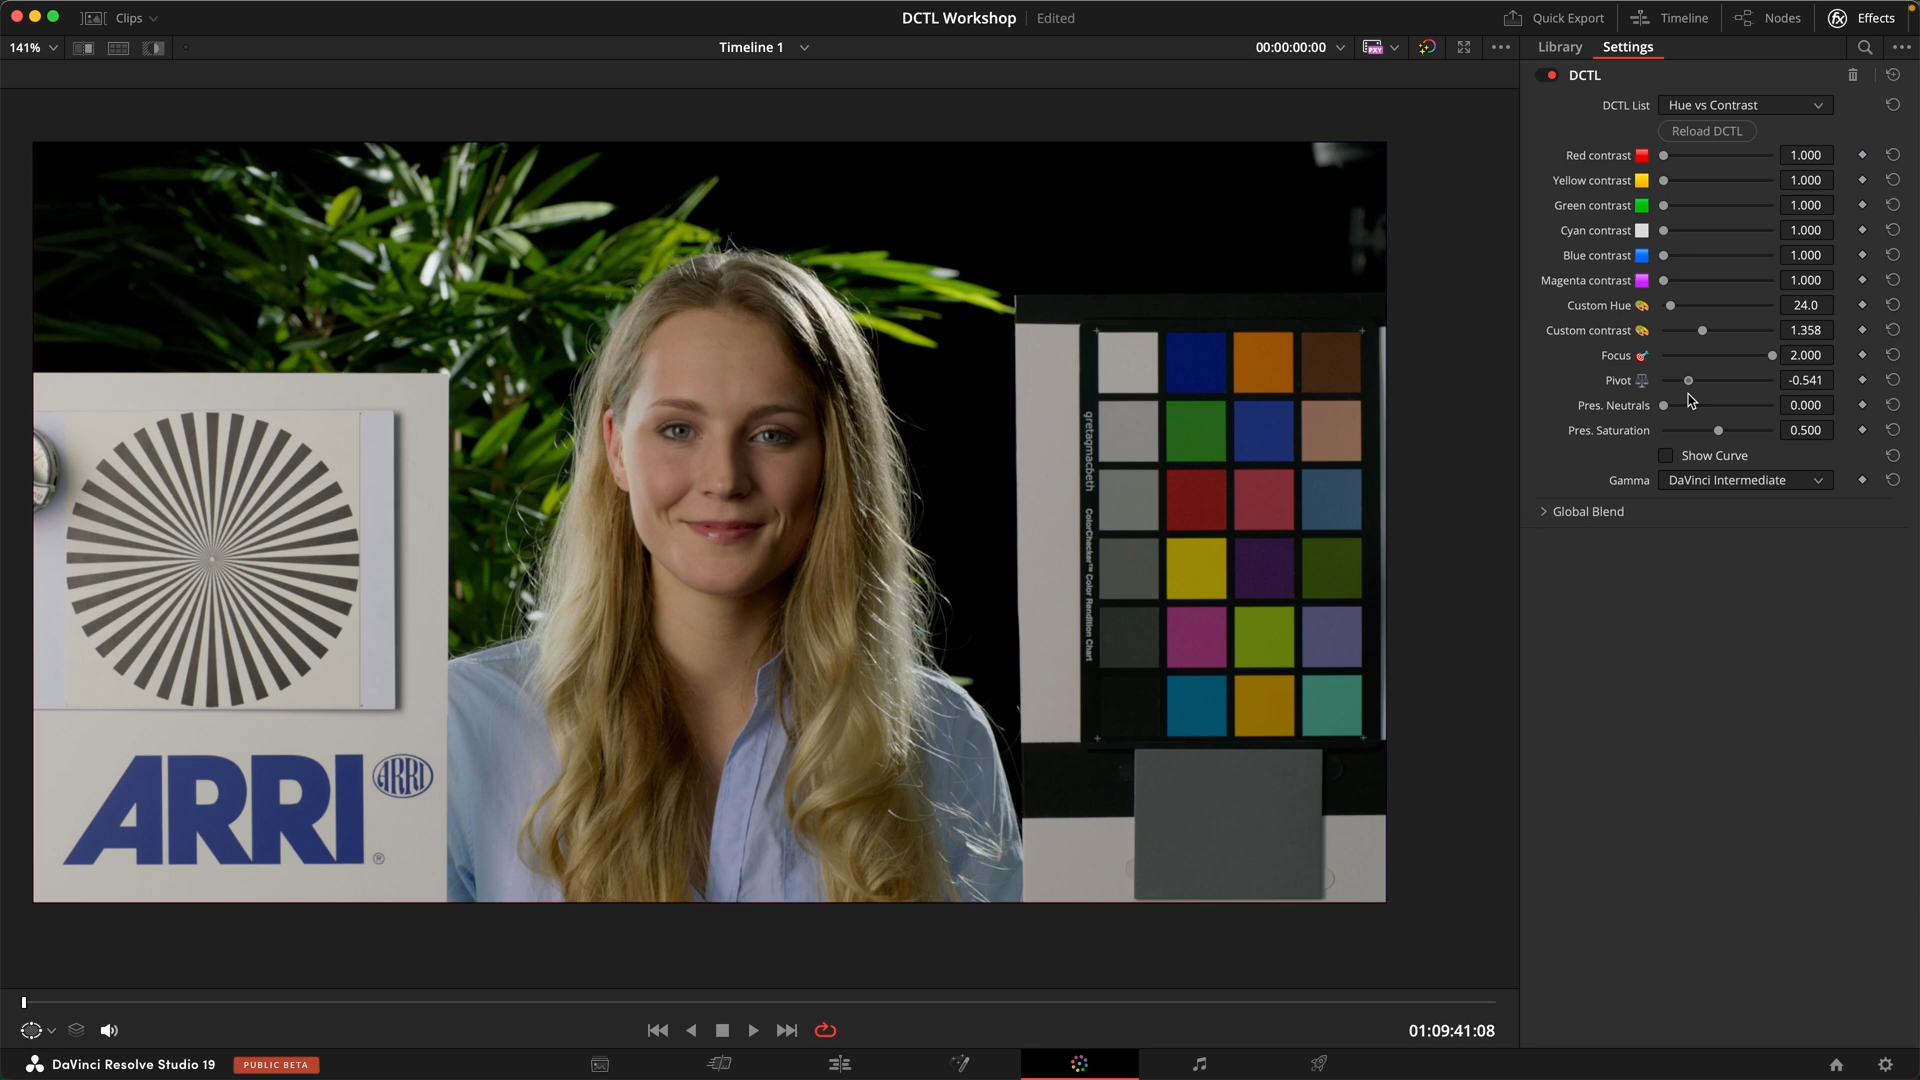 Clips
DCTL Workshop
Edited
Quick Export
Timeline
Nodes
Effects
141%
Timeline 1
00:00:00:00
PXY
Library
Settings
DCTL
DCTL List
Hue vs Contrast
Reload DCTL
Red contrast
1.000
Yellow contrast
1.000
Green contrast
1.000
Cyan contrast
1.000
Blue contrast
1.000
Magenta contrast
1.000
Custom Hue
24.0
Custom contrast
1.358
Focus
2.000
Pivot
-0.541
Pres. Neutrals
0.000
Pres. Saturation
0.500
Show Curve
Gamma
DaVinci Intermediate
Global Blend
gretagmacbeth
ColorChecker™ Color Rendition Chart
ARRI
ARRI
®
01:09:41:08
DaVinci Resolve Studio 19
PUBLIC BETA